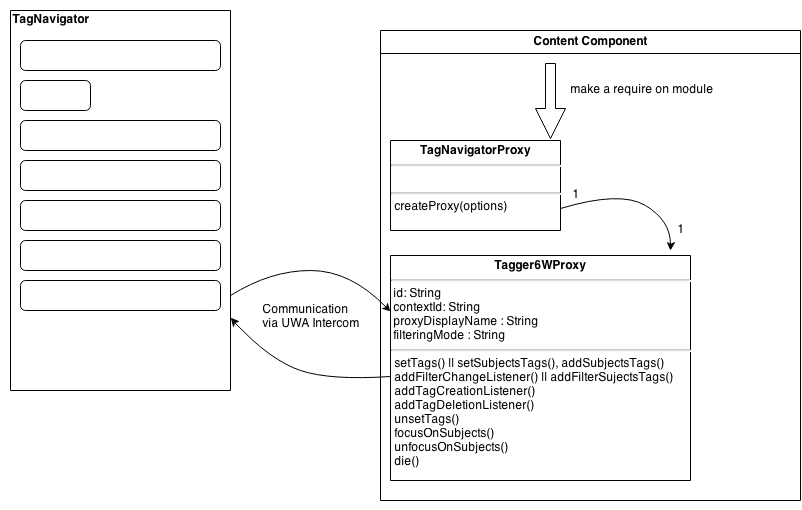 TagNavigator
Content Component
make a require on module
TagNavigatorProxy
createProxy(options)
1
1
Tagger6WProxy
id: String
contextId: String
proxyDisplayName : String
filteringMode : String
Communication
via UWA Intercom
setTags() || setSubjectsTags(), addSubjectsTags()
addFilterChangeListener() || addFilterSujectsTags()
addTagCreationListener()
addTagDeletionListener()
unsetTags()
focusOnSubjects()
unfocusOnSubjects()
die()